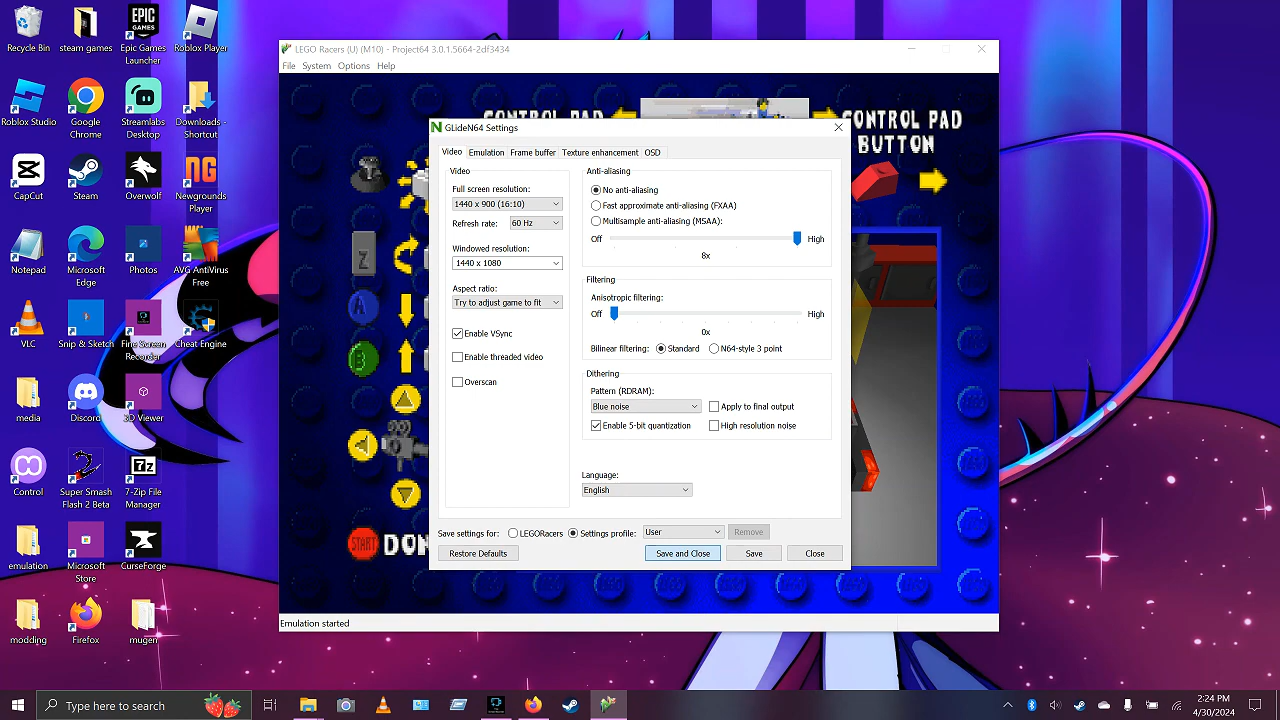 Recycle Bin
steam games
Epic Games Launcher
Roblox Player
Roblox Studio
Google Chrome
Streamlabs Desktop
Downloads - Shortcut
CapCut
Steam
Overwolf
Newgrounds Player
Notepad
Microsoft Edge
Photos
AVG AntiVirus Free
VLC
Snip & Sketch
Fine Screen Recorder
Cheat Engine
media
Discord
3D Viewer
Control
Super Smash Flash 2 Beta
7-Zip File Manager
emulation
Microsoft Store
CurseForge
modding
Firefox
mugen
EPIC GAMES
NG
7z
LEGO Racers (U) (M10) - Project64 3.0.1.5664-2df3434
File System Options Help
CONTROL PAD
CONTROL PAD
BUTTON
Z
A
B
START
DON
GLideN64 Settings
Video Emulation Frame buffer Texture enhancement OSD
Video
Full screen resolution:
1440 x 900 (16:10)
Refresh rate: 60 Hz
Windowed resolution:
1440 x 1080
Aspect ratio:
Try to adjust game to fit
Enable VSync
Enable threaded video
Overscan
Anti-aliasing
No anti-aliasing
Fast approximate anti-aliasing (FXAA)
Multisample anti-aliasing (MSAA):
Off High
8x
Filtering
Anisotropic filtering:
Off High
0x
Bilinear filtering: Standard N64-style 3 point
Dithering
Pattern (RDRAM):
Blue noise Apply to final output
Enable 5-bit quantization High resolution noise
Language:
English
Save settings for: LEGORacers Settings profile: User Remove
Restore Defaults Save and Close Save Close
Emulation started
Type here to search
2:24 PM
4/30/2024